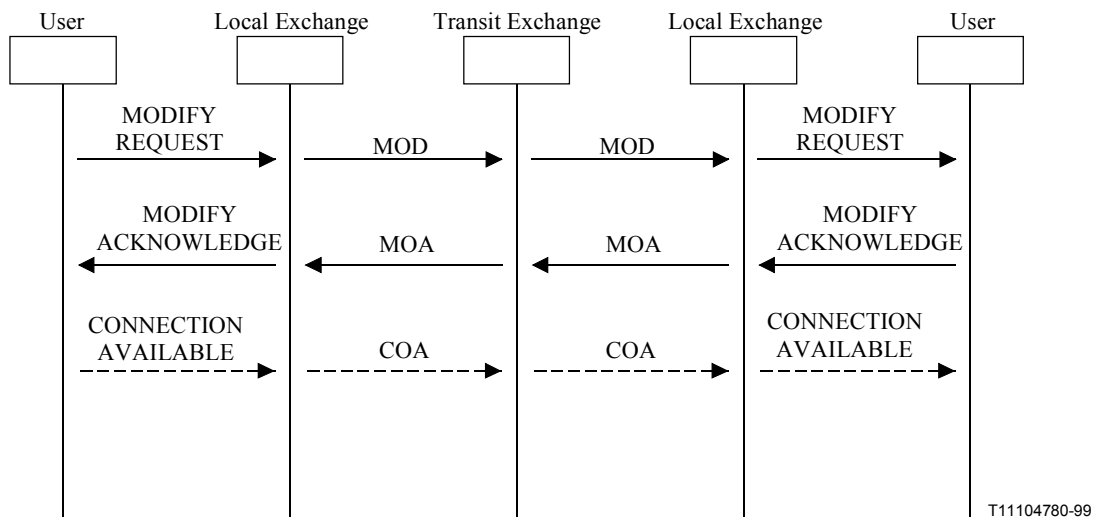 User
Local Exchange
Transit Exchange
Local Exchange
User
MODIFY
REQUEST
MOD
MOD
MODIFY
REQUEST
MODIFY
ACKNOWLEDGE
MOA
MOA
MODIFY
ACKNOWLEDGE
CONNECTION
AVAILABLE
COA
COA
CONNECTION
AVAILABLE
T11104780-99